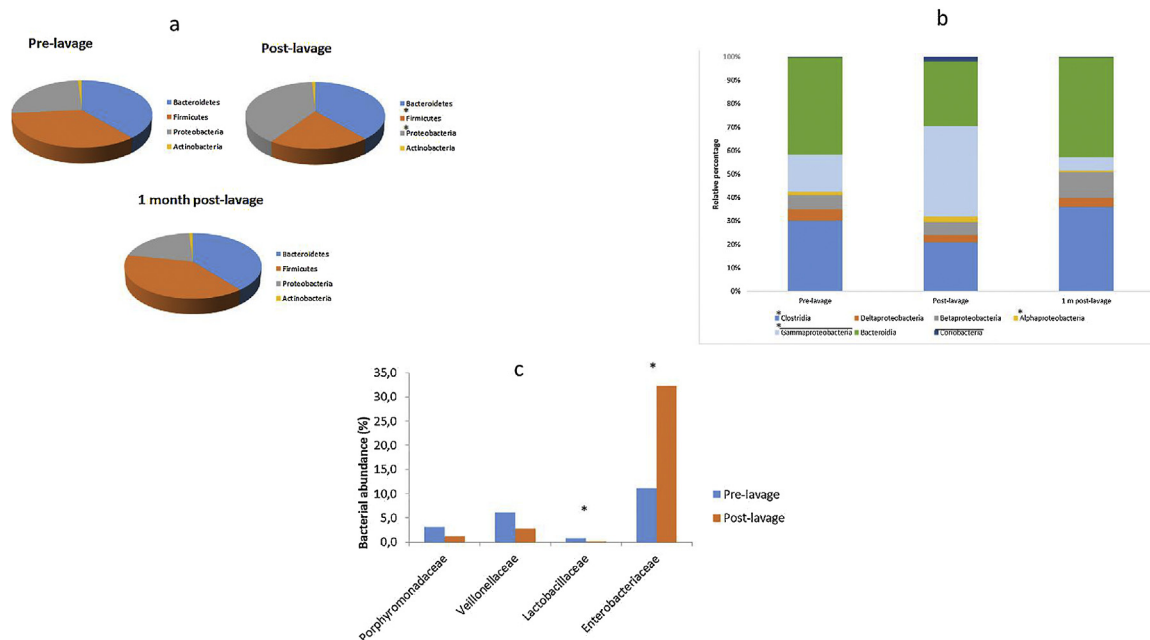 a
Pre-lavage
Bacteroidetes
Firmicutes
Proteobacteria
Actinobacteria
Post-lavage
Bacteroidetes
*
Firmicutes
*
Proteobacteria
Actinobacteria
1 month post-lavage
Bacteroidetes
Firmicutes
Proteobacteria
Actinobacteria
b
Relative percentage
100%
90%
80%
70%
60%
50%
40%
30%
20%
10%
0%
Pre-lavage Post-lavage 1 m post-lavage
* *
Clostridia Deltaproteobacteria Betaproteobacteria Alphaproteobacteria
*
Gammaproteobacteria Bacteroidia Coriobacteria
c
Bacterial abundance (%)
35,0
30,0
25,0
20,0
15,0
10,0
5,0
0,0
* *
Porphyromonadaceae
Veillonellaceae
Lactobacillaceae
Enterobacteriaceae
Pre-lavage
Post-lavage